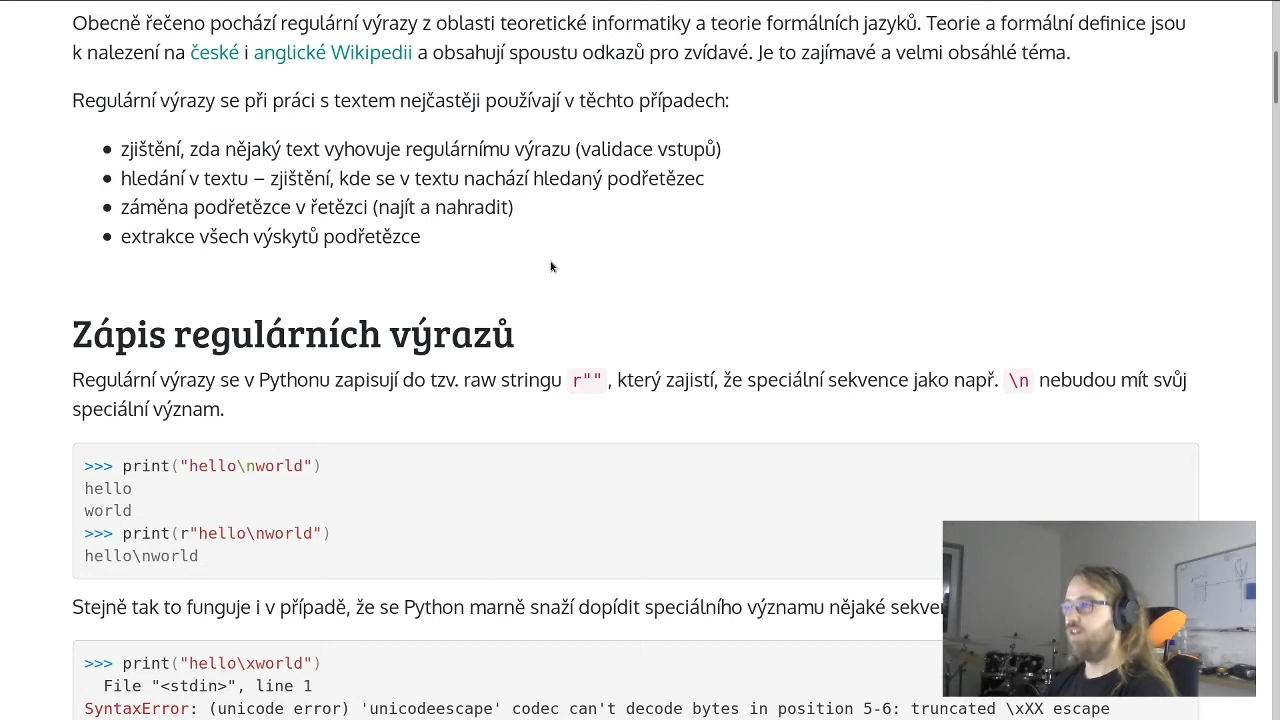 Obecně řečeno pochází regulární výrazy z oblasti teoretické informatiky a teorie formálních jazyků. Teorie a formální definice jsou
k nalezení na české i anglické Wikipedii a obsahují spoustu odkazů pro zvídavé. Je to zajímavé a velmi obsáhlé téma.
Regulární výrazy se při práci s textem nejčastěji používají v těchto případech:
• zjištění, zda nějaký text vyhovuje regulárnímu výrazu (validace vstupů)
• hledání v textu – zjištění, kde se v textu nachází hledaný podřetězec
• záměna podřetězce v řetězci (najít a nahradit)
• extrakce všech výskytů podřetězce
Zápis regulárních výrazů
Regulární výrazy se v Pythonu zapisují do tzv. raw stringu r"", který zajistí, že speciální sekvence jako např. \n nebudou mít svůj
speciální význam.
>>> print("hello\nworld")
hello
world
>>> print(r"hello\nworld")
hello\nworld
Stejně tak to funguje i v případě, že se Python marně snaží dopídit speciálního významu nějaké
>>> print("hello\xworld")
File "<stdin>", line 1
SyntaxError: (unicode error) 'unicodeescape' codec can't decode bytes in position 5-6: truncated \xXX escape